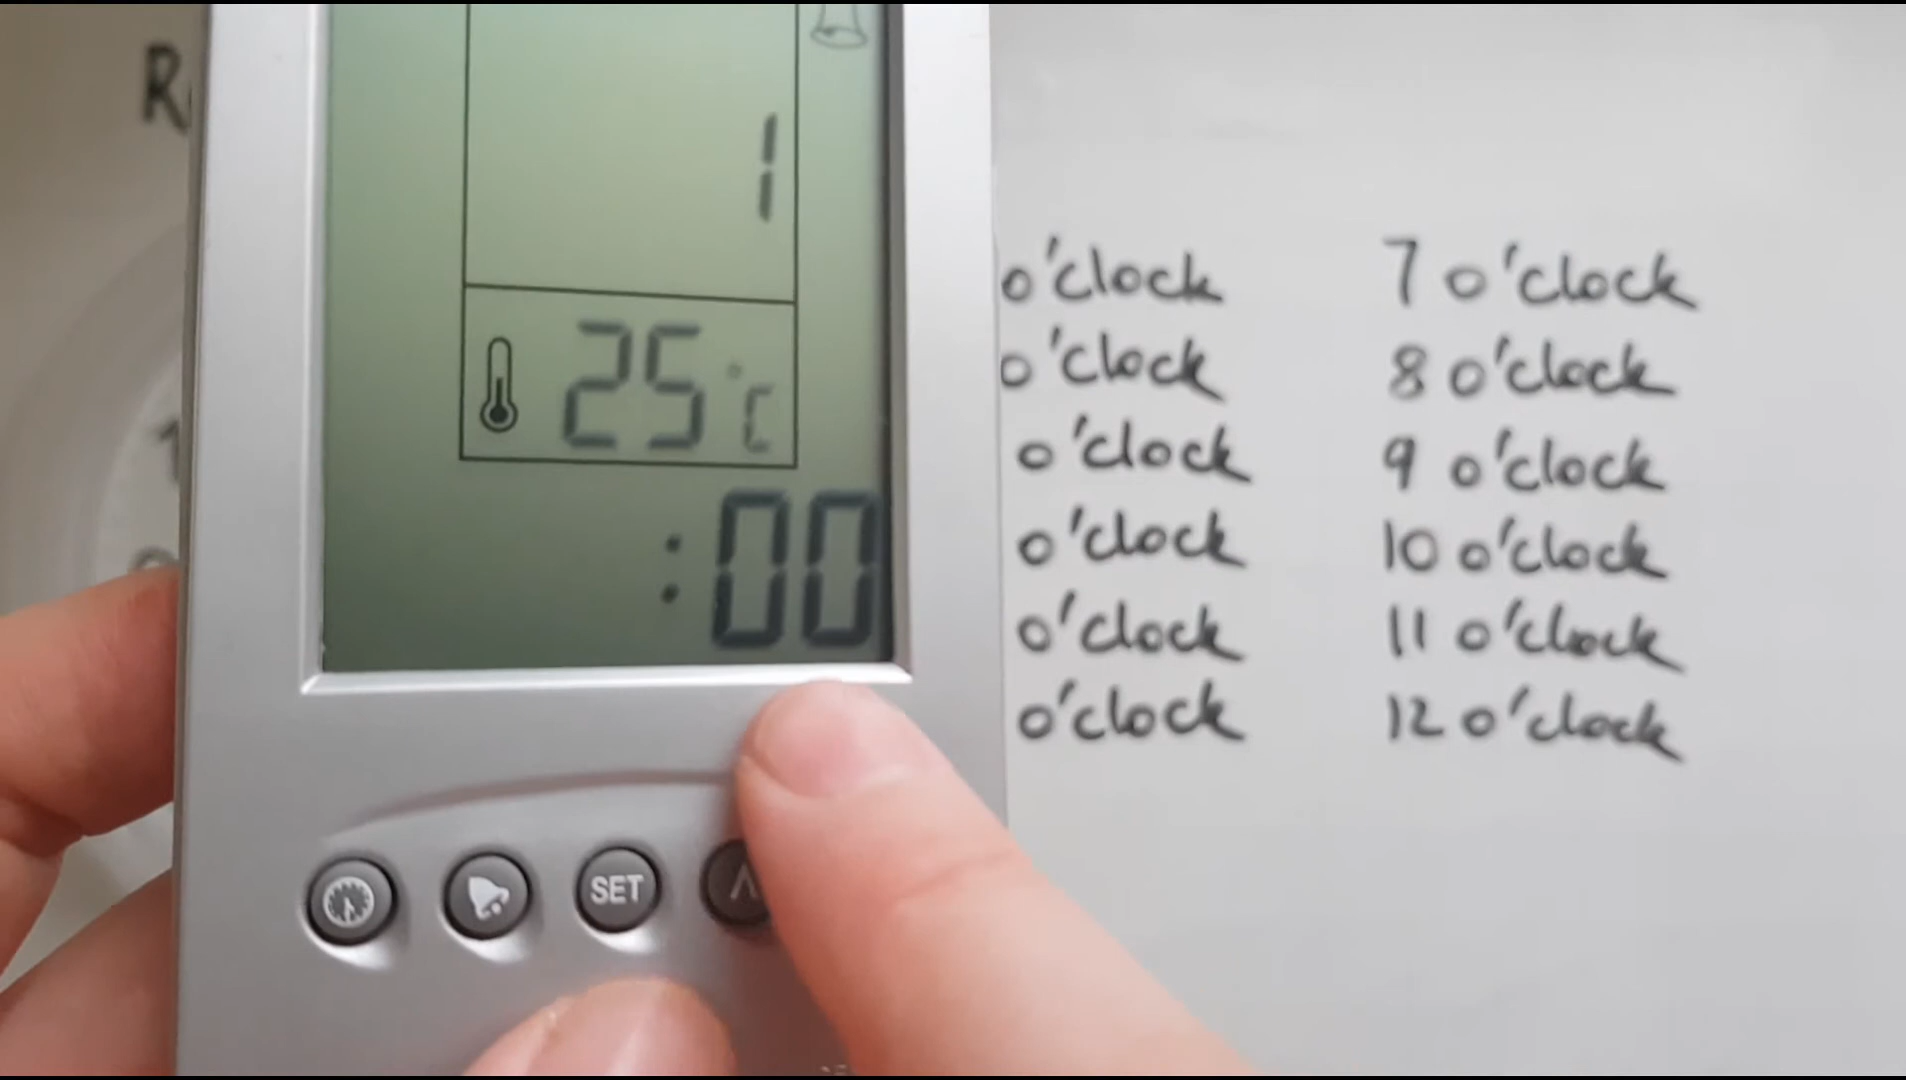 1
25°C
:00
SET
o'clock
o'clock
o'clock
o'clock
o'clock
o'clock
7 o'clock
8 o'clock
9 o'clock
10 o'clock
11 o'clock
12 o'clock